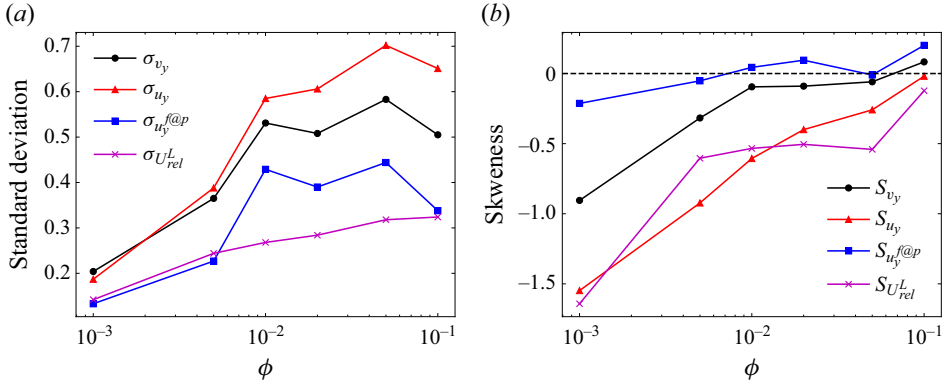 (a)
Standard deviation
0.7
0.6
0.5
0.4
0.3
0.2
σ_{v_y}
σ_{u_y}
σ_{u_y^{f@p}}
σ_{U_{rel}^L}
10⁻³
10⁻²
10⁻¹
ϕ
(b)
Skweness
0
−0.5
−1.0
−1.5
S_{v_y}
S_{u_y}
S_{u_y^{f@p}}
S_{U_{rel}^L}
10⁻³
10⁻²
10⁻¹
ϕ